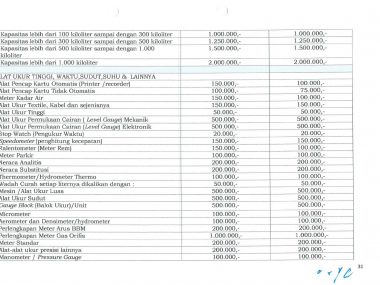 Kapasitas lebih dari 100 kiloliter sampai dengan 300 kiloliter 1.000.000,- 1.000.000,-
Kapasitas lebih dari 300 kiloliter sampai dengan 500 kiloliter 1.250.000,- 1.250.000,-
Kapasitas lebih dari 500 kiloliter sampai dengan 1.000 1.500.000,- 1.500.000,-
kiloliter
Kapasitas lebih dari 1.000 kiloliter 2.000.000,- 2.000.000,-
ALAT UKUR TINGGI, WAKTU,SUDUT,SUHU & LAINNYA
Alat Pencap Kartu Otomatis (Printer /recorder) 150.000,- 100.000,-
Alat Pencap Kartu Tidak Otomatis 100.000,- 75.000,-
Meter Kadar Air 150.000,- 100.000,-
Alat Ukur Textile, Kabel dan sejenisnya 150.000,- 100.000,-
Alat Ukur Tinggi 50.000,- 50.000,-
Alat Ukur Permukaan Cairan ( Level Gauge) Mekanik 500.000,- 500.000,-
Alat Ukur Permukaan Cairan ( Level Gauge) Elektronik 500.000,- 500.000,-
Stop Watch (Pengukur Waktu) 20.000,- 20.000,-
Speedometer (penghitung kecepatan) 150.000,- 100.000,-
Ralentometer (Meter Rem) 150.000,- 100.000,-
Meter Parkir 100.000,- 100.000,-
Neraca Analitis 200.000,- 200.000,-
Neraca Substitusi 200.000,- 200.000,-
Thermometer/Hydrometer Thermo 100.000,- 100.000,-
Wadah Curah setiap liternya dikalikan dengan : 50.000,- 50.000,-
Mesin /Alat Ukur Luas 500.000,- 500.000,-
Alat Ukur Sudut 500.000,- 500.000,-
Gauge Block (Balok Ukur)/Unit 500.000,- 500.000,-
Micrometer 100.000,- 100.000,-
Aerometer dan Densimeter/hydrometer 100.000,- 100.000,-
Perlengkapan Meter Arus BBM 200.000,- 200.000,-
Perlengkapan Meter Gas Orifis 1.000.000,- 1.000.000,-
Meter Standar 200.000,- 200.000,-
Alat-alat ukur presisi lainnya 200.000,- 200.000,-
Manometer / Pressure Gauge 100.000,- 100.000,-
31